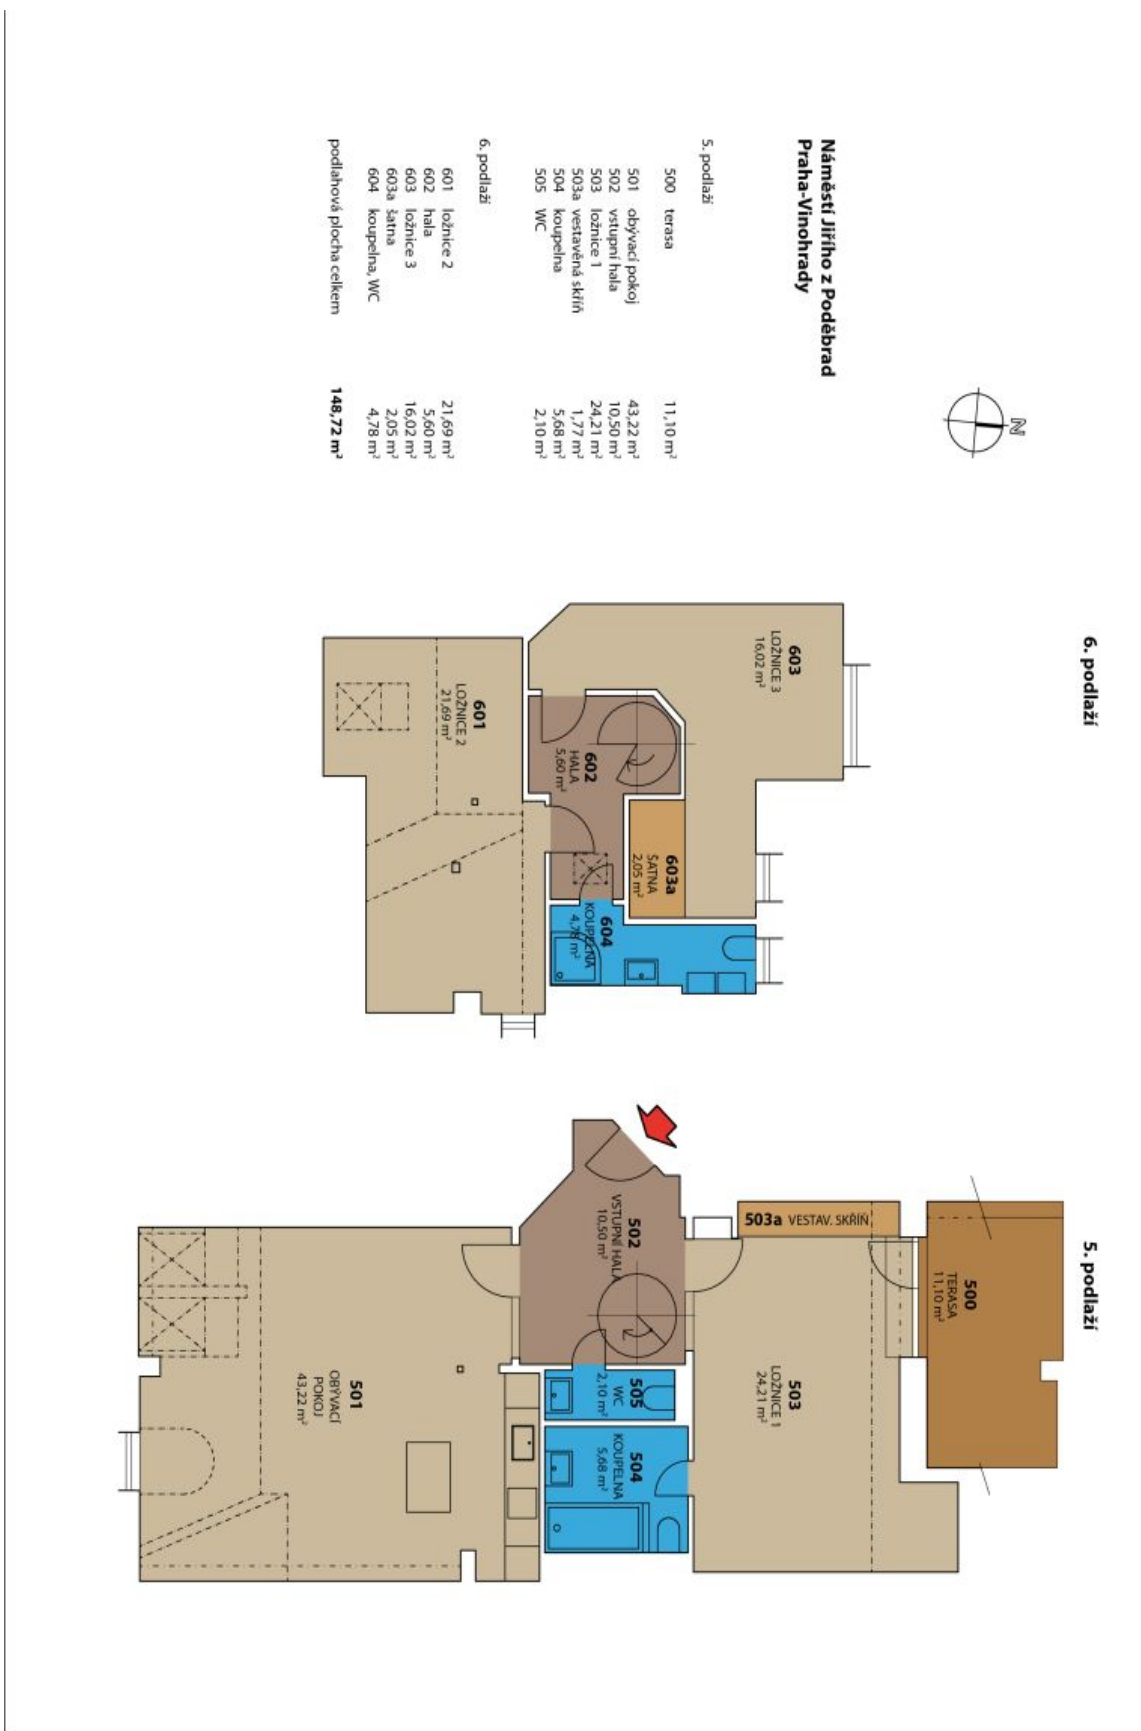 Náměstí Jiřího z Poděbrad
Praha-Vinohrady
N
5. podlaží
500 terasa 11,10 m²
501 obývací pokoj 43,22 m²
502 vstupní hala 10,50 m²
503 ložnice 1 24,21 m²
503a vestavěná skříň 1,77 m²
504 koupelna 5,68 m²
505 WC 2,10 m²
6. podlaží
601 ložnice 2 21,69 m²
602 hala 5,60 m²
603 ložnice 3 16,02 m²
603a šatna 2,05 m²
604 koupelna, WC 4,78 m²
podlahová plocha celkem 148,72 m²
6. podlaží
603
LOŽNICE 3
16,02 m²
601
LOŽNICE 2
21,69 m²
602
HALA
5,60 m²
603a
ŠATNA
2,05 m²
604
KOUPELNA
4,78 m²
5. podlaží
500
TERASA
11,10 m²
503a VESTAV. SKŘÍŇ
502
VSTUPNÍ HALA
10,50 m²
503
LOŽNICE 1
24,21 m²
501
OBÝVACÍ
POKOJ
43,22 m²
505
WC
2,10 m²
504
KOUPELNA
5,68 m²